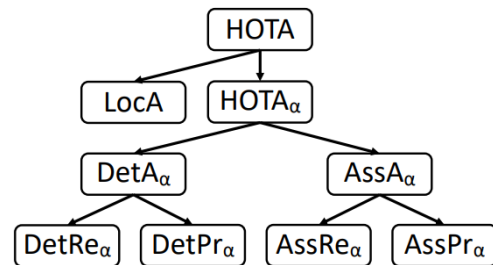 HOTA
LocA HOTAα
DetAα AssAα
DetReα DetPrα AssReα AssPrα